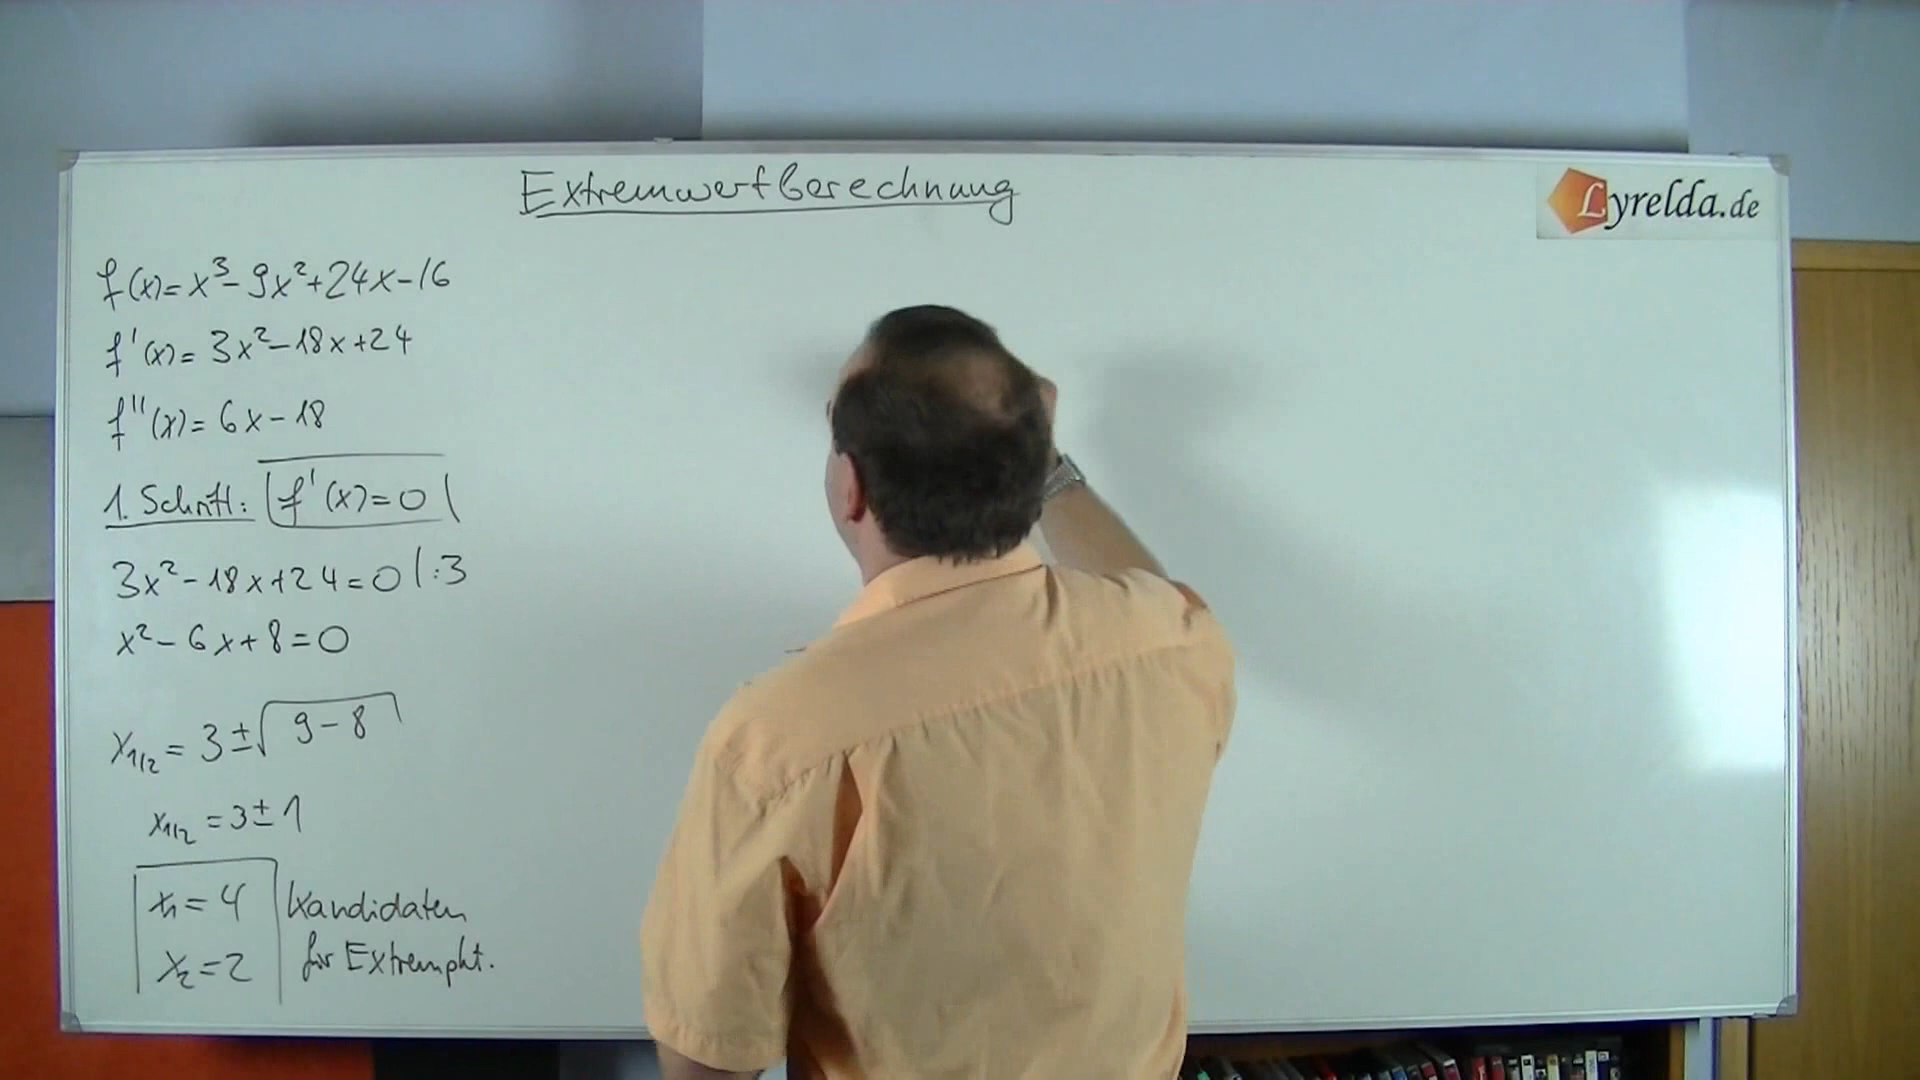 Extremwertberechnung
Lyrelda.de
f(x)= x³- 9x²+24x-16
f'(x)= 3x²-18x+24
f''(x)= 6x-18
1. Schritt: f'(x)=0
3x²-18x+24=0 |:3
x²-6x+8=0
x1/2 = 3±√9-8
x1/2 =3±1
x1=4 Kandidaten
x2=2 für Extrempkt.